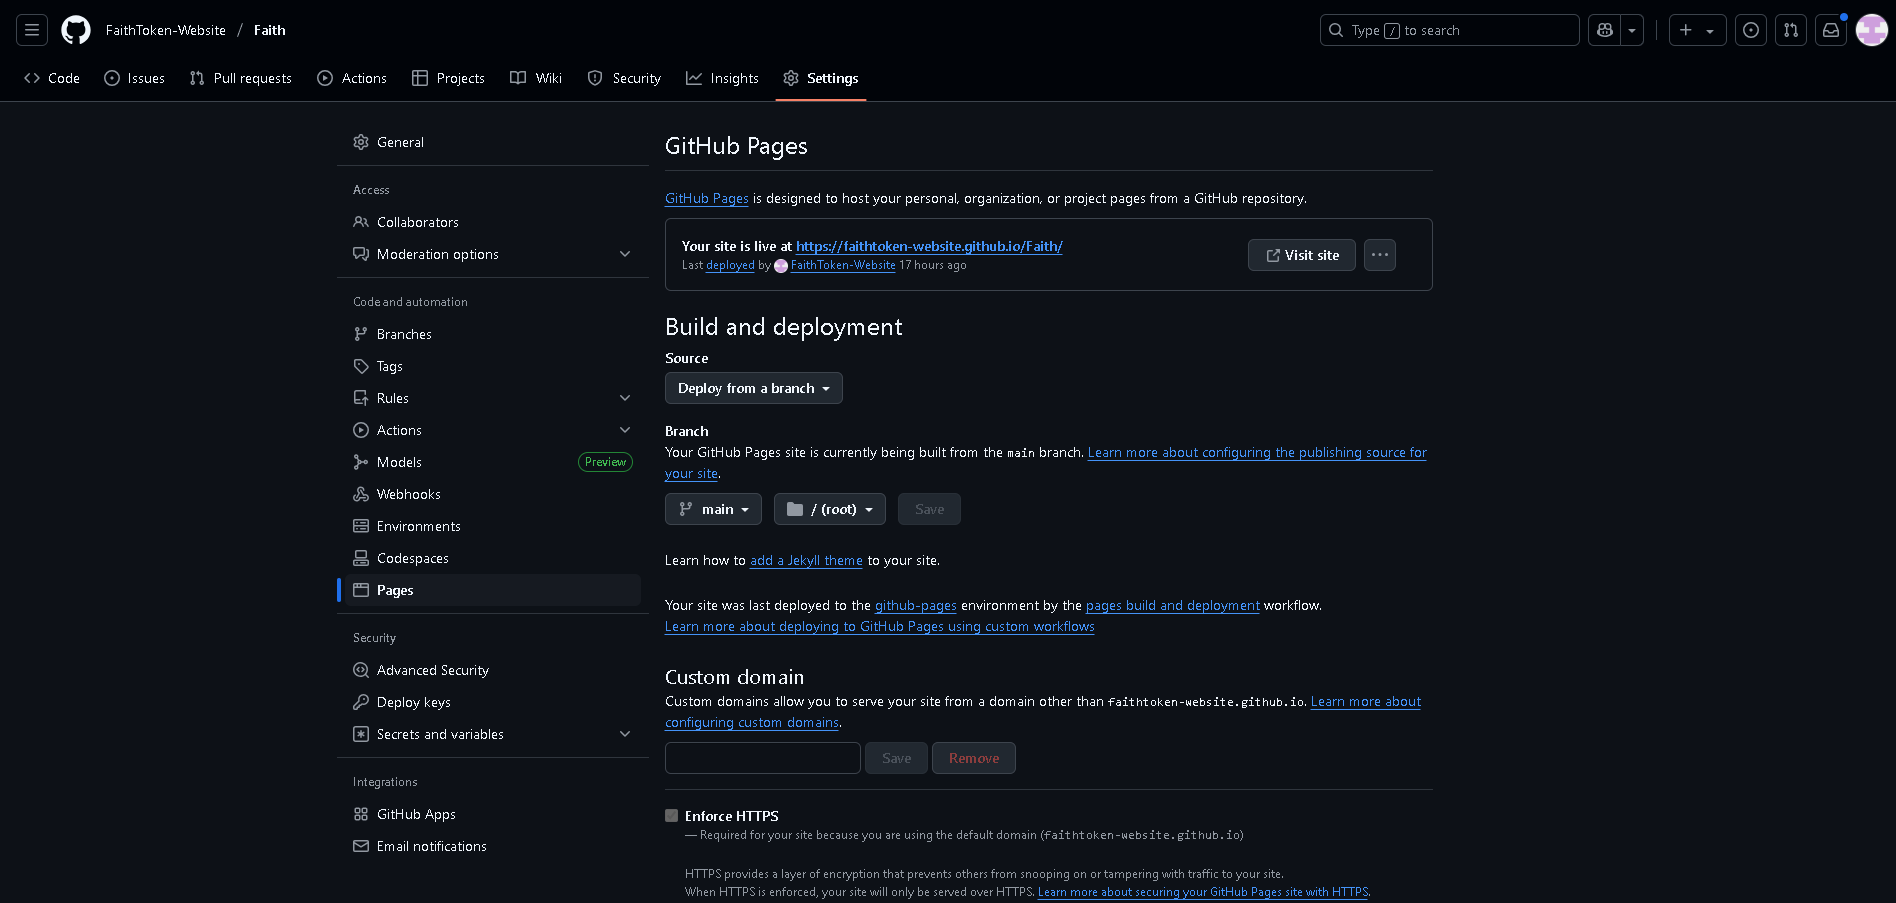 FaithToken-Website / Faith
Type / to search
Code
Issues
Pull requests
Actions
Projects
Wiki
Security
Insights
Settings
General
Access
Collaborators
Moderation options
Code and automation
Branches
Tags
Rules
Actions
Models Preview
Webhooks
Environments
Codespaces
Pages
Security
Advanced Security
Deploy keys
Secrets and variables
Integrations
GitHub Apps
Email notifications
GitHub Pages
GitHub Pages is designed to host your personal, organization, or project pages from a GitHub repository.
Your site is live at https://faithtoken-website.github.io/Faith/
Last deployed by FaithToken-Website 17 hours ago
Visit site
Build and deployment
Source
Deploy from a branch
Branch
Your GitHub Pages site is currently being built from the main branch. Learn more about configuring the publishing source for
your site.
main / (root) Save
Learn how to add a Jekyll theme to your site.
Your site was last deployed to the github-pages environment by the pages build and deployment workflow.
Learn more about deploying to GitHub Pages using custom workflows
Custom domain
Custom domains allow you to serve your site from a domain other than faithtoken-website.github.io. Learn more about
configuring custom domains.
Save Remove
Enforce HTTPS
— Required for your site because you are using the default domain (faithtoken-website.github.io)
HTTPS provides a layer of encryption that prevents others from snooping on or tampering with traffic to your site.
When HTTPS is enforced, your site will only be served over HTTPS. Learn more about securing your GitHub Pages site with HTTPS.